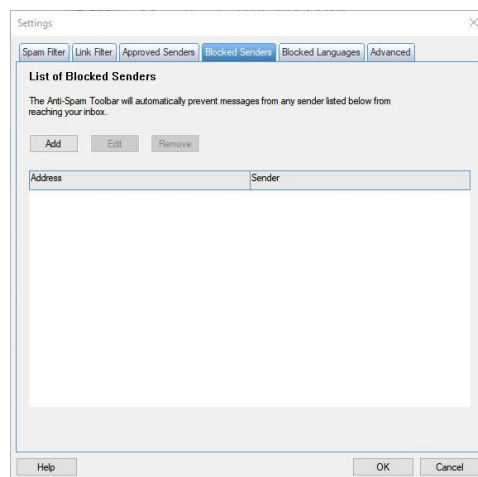 Settings
Spam Filter Link Filter Approved Senders Blocked Senders Blocked Languages Advanced
List of Blocked Senders
The Anti-Spam Toolbar will automatically prevent messages from any sender listed below from
reaching your inbox.
Add Edit Remove
Address Sender
Help OK Cancel